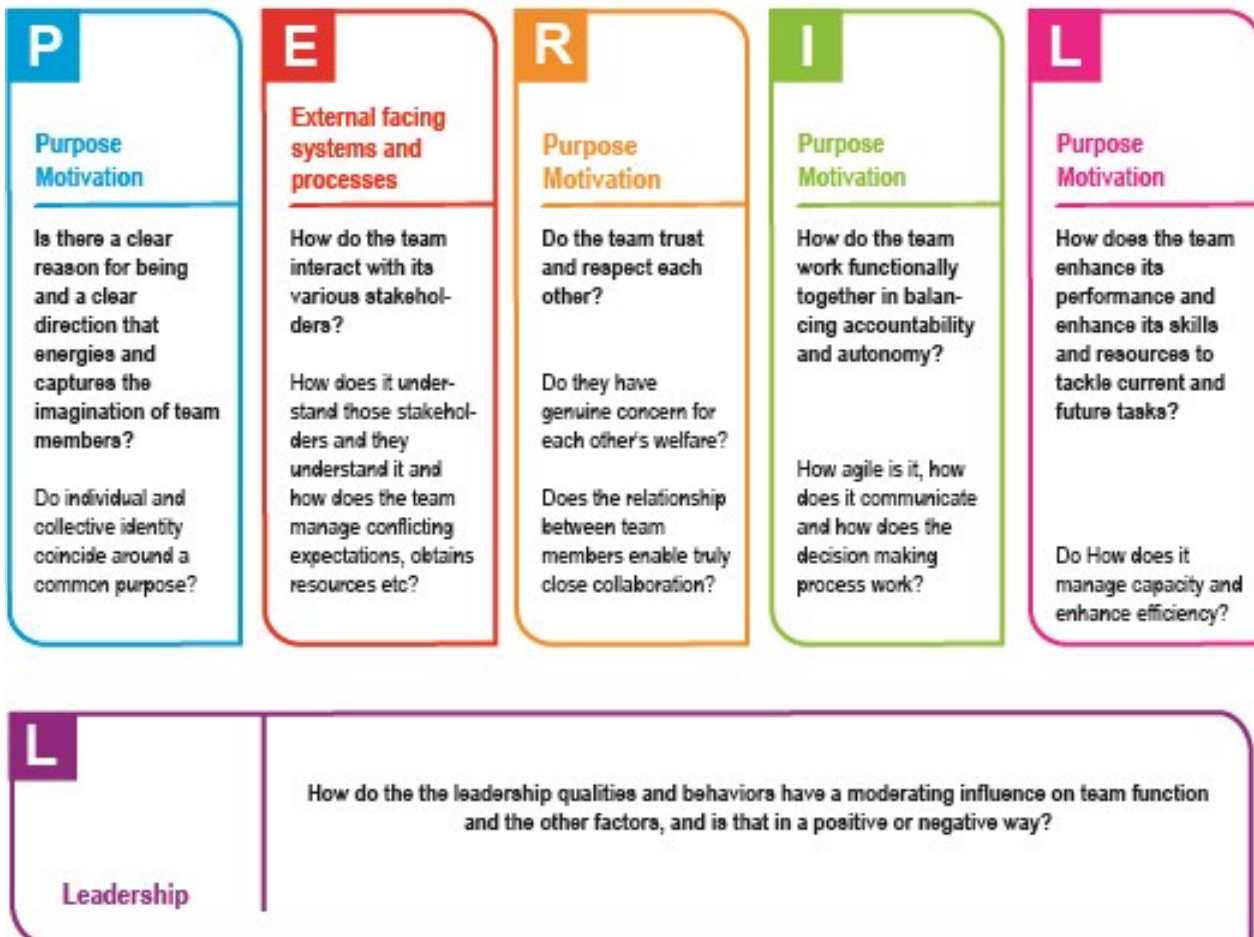 P
Purpose
Motivation
Is there a clear
reason for being
and a clear
direction that
energies and
captures the
imagination of team
members?
Do individual and
collective identity
coincide around a
common purpose?
E
External facing
systems and
processes
How do the team
interact with its
various stakehol-
ders?
How does it under-
stand those stakehol-
ders and they
understand it and
how does the team
manage conflicting
expectations, obtains
resources etc?
R
Purpose
Motivation
Do the team trust
and respect each
other?
Do they have
genuine concern for
each other's welfare?
Does the relationship
between team
members enable truly
close collaboration?
I
Purpose
Motivation
How do the team
work functionally
together in balan-
cing accountability
and autonomy?
How agile is it, how
does it communicate
and how does the
decision making
process work?
L
Purpose
Motivation
How does the team
enhance its
performance and
enhance its skills
and resources to
tackle current and
future tasks?
Do How does it
manage capacity and
enhance efficiency?
L
Leadership
How do the the leadership qualities and behaviors have a moderating influence on team function
and the other factors, and is that in a positive or negative way?